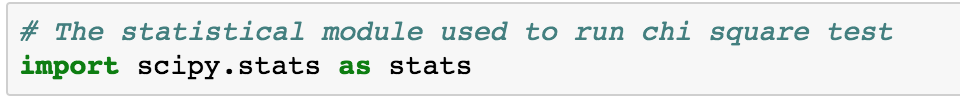 # The statistical module used to run chi square test
import scipy.stats as stats